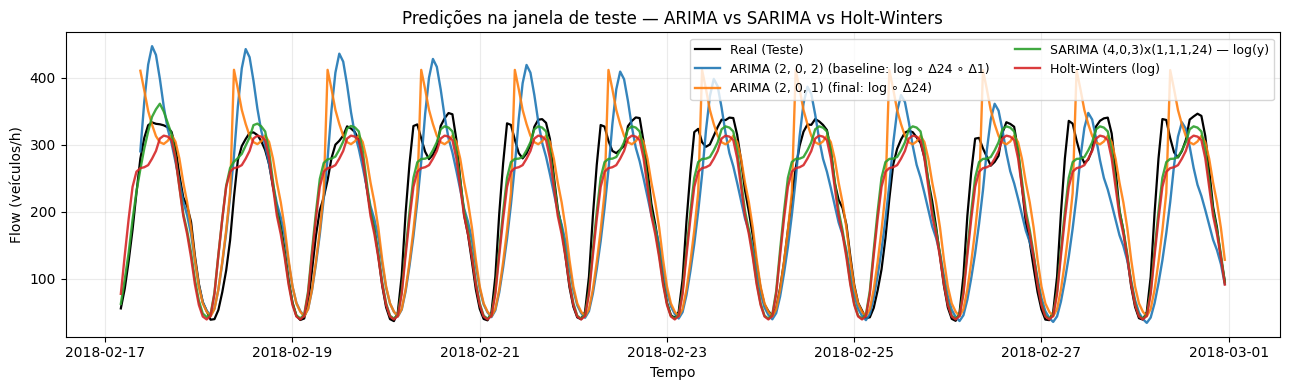 Predições na janela de teste — ARIMA vs SARIMA vs Holt-Winters
Real (Teste)
ARIMA (2, 0, 2) (baseline: log ∘ Δ24 ∘ Δ1)
ARIMA (2, 0, 1) (final: log ∘ Δ24)
SARIMA (4,0,3)x(1,1,1,24) — log(y)
Holt-Winters (log)
Flow (veículos/h)
400
300
200
100
2018-02-17
2018-02-19
2018-02-21
2018-02-23
2018-02-25
2018-02-27
2018-03-01
Tempo